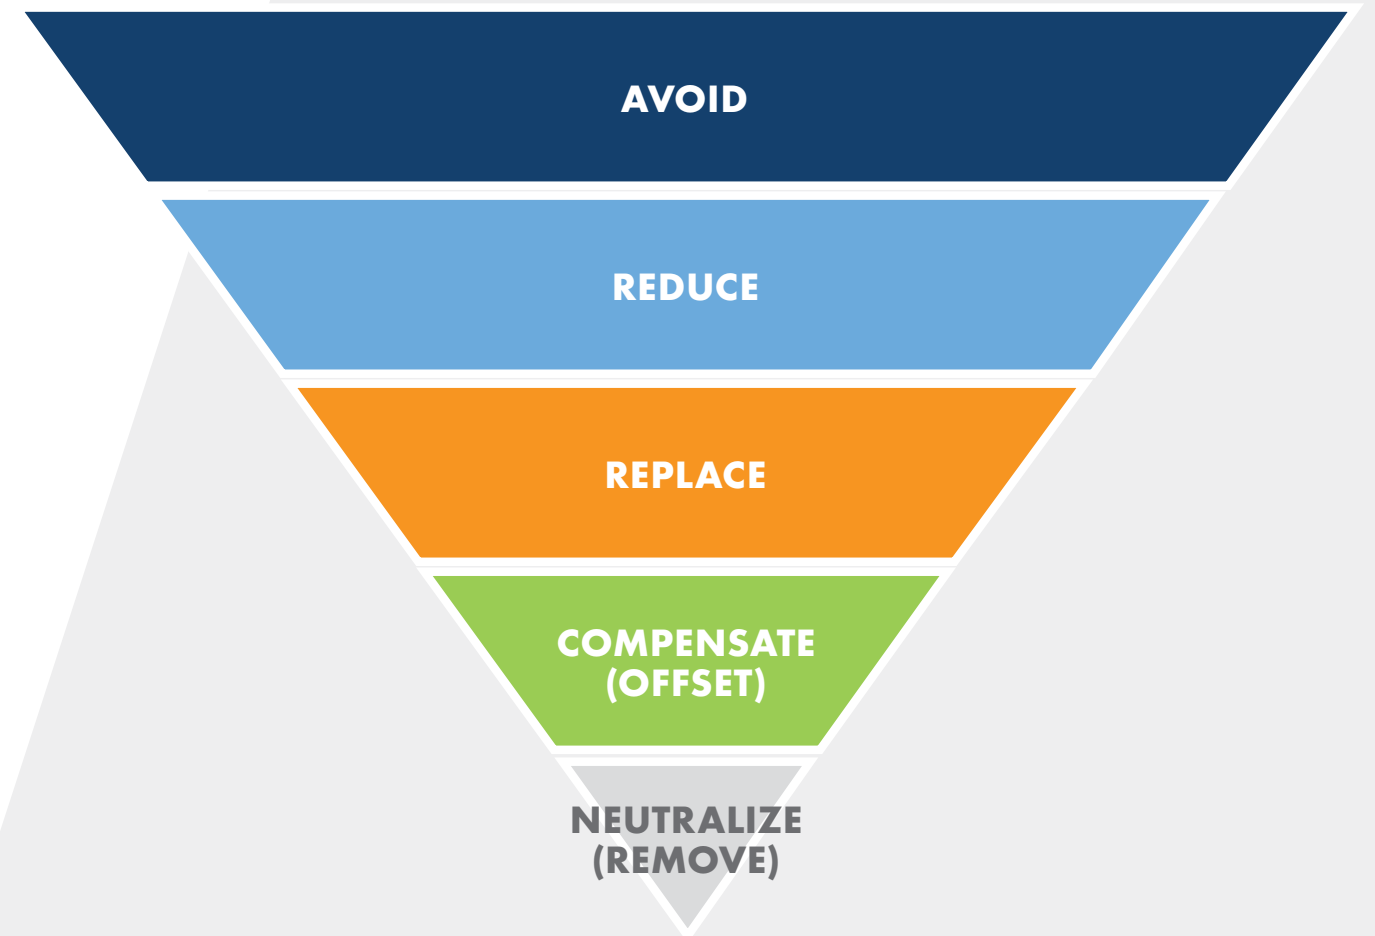 AVOID
REDUCE
REPLACE
COMPENSATE
(OFFSET)
NEUTRALIZE
(REMOVE)